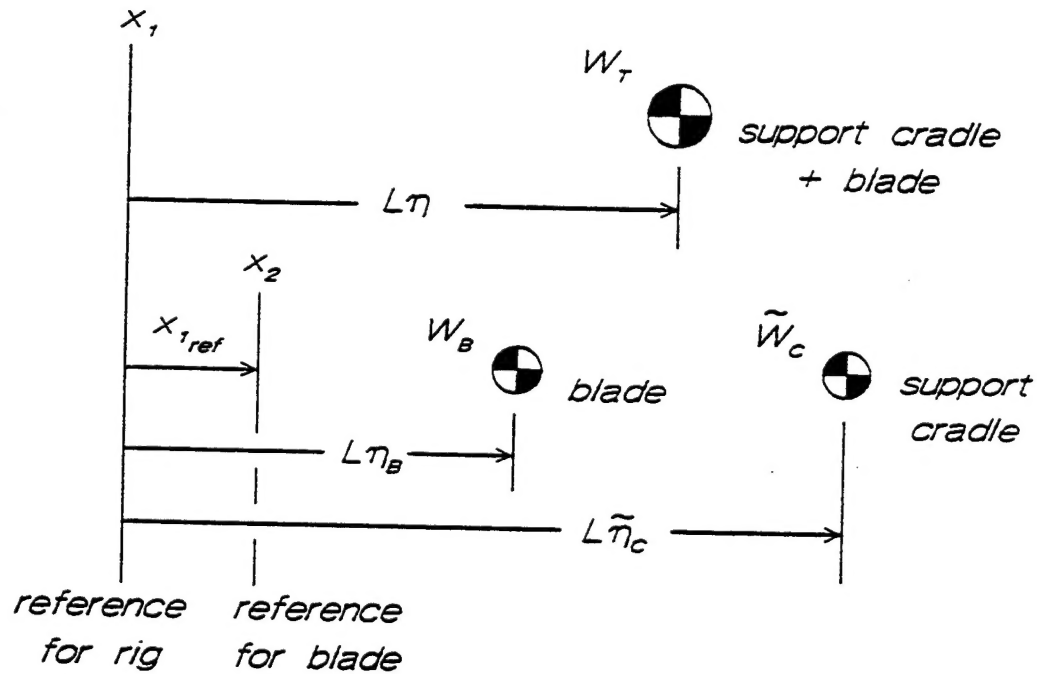 x₁
W_T
support cradle
+ blade
Lη
x₂
x₁ref
W_B
blade
W̃_C
support
cradle
Lη_B
Lη̃_C
reference
for rig
reference
for blade